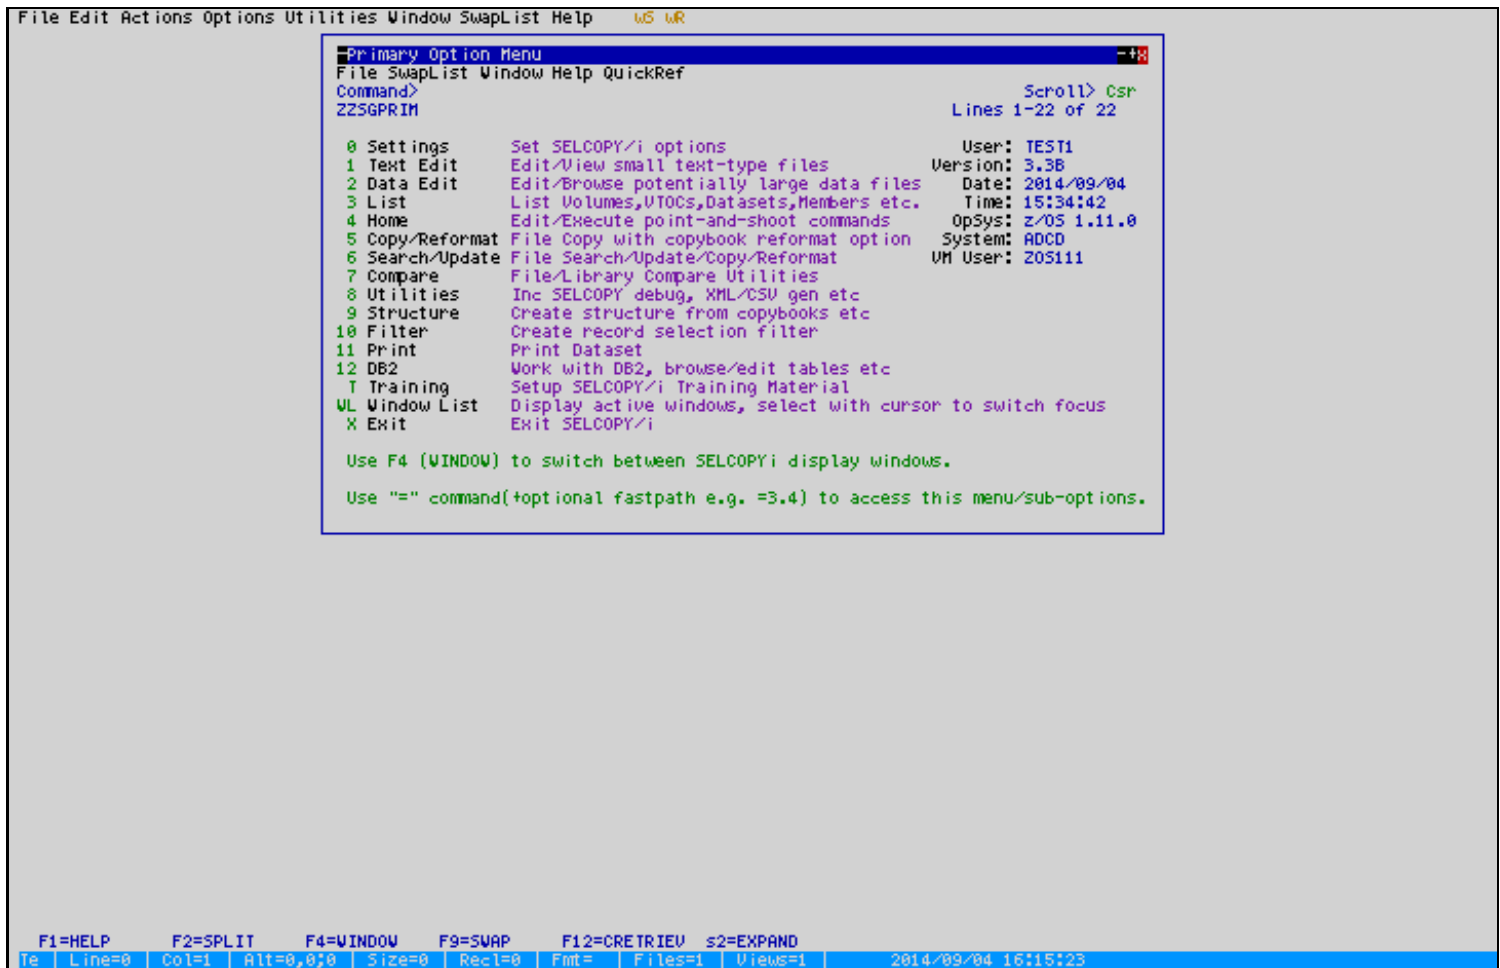 File Edit Actions Options Utilities Window SwapList Help wS wR
Primary Option Menu -+x
File SwapList Window Help QuickRef
Command> Scroll> Csr
ZZSGPRIM Lines 1-22 of 22
0 Settings Set SELCOPY/i options User: TEST1
1 Text Edit Edit/View small text-type files Version: 3.3B
2 Data Edit Edit/Browse potentially large data files Date: 2014/09/04
3 List List Volumes,VTOCs,Datasets,Members etc. Time: 15:34:42
4 Home Edit/Execute point-and-shoot commands OpSys: z/OS 1.11.0
5 Copy/Reformat File Copy with copybook reformat option System: ADCD
6 Search/Update File Search/Update/Copy/Reformat VM User: ZOS111
7 Compare File/Library Compare Utilities
8 Utilities Inc SELCOPY debug, XML/CSV gen etc
9 Structure Create structure from copybooks etc
10 Filter Create record selection filter
11 Print Print Dataset
12 DB2 Work with DB2, browse/edit tables etc
T Training Setup SELCOPY/i Training Material
WL Window List Display active windows, select with cursor to switch focus
X Exit Exit SELCOPY/i
Use F4 (WINDOW) to switch between SELCOPYi display windows.
Use "=" command(+optional fastpath e.g. =3.4) to access this menu/sub-options.
F1=HELP F2=SPLIT F4=WINDOW F9=SWAP F12=CRETRIEV s2=EXPAND
Te | Line=0 | Col=1 | Alt=0,0;0 | Size=0 | Recl=0 | Fmt= | Files=1 | Views=1 | 2014/09/04 16:15:23